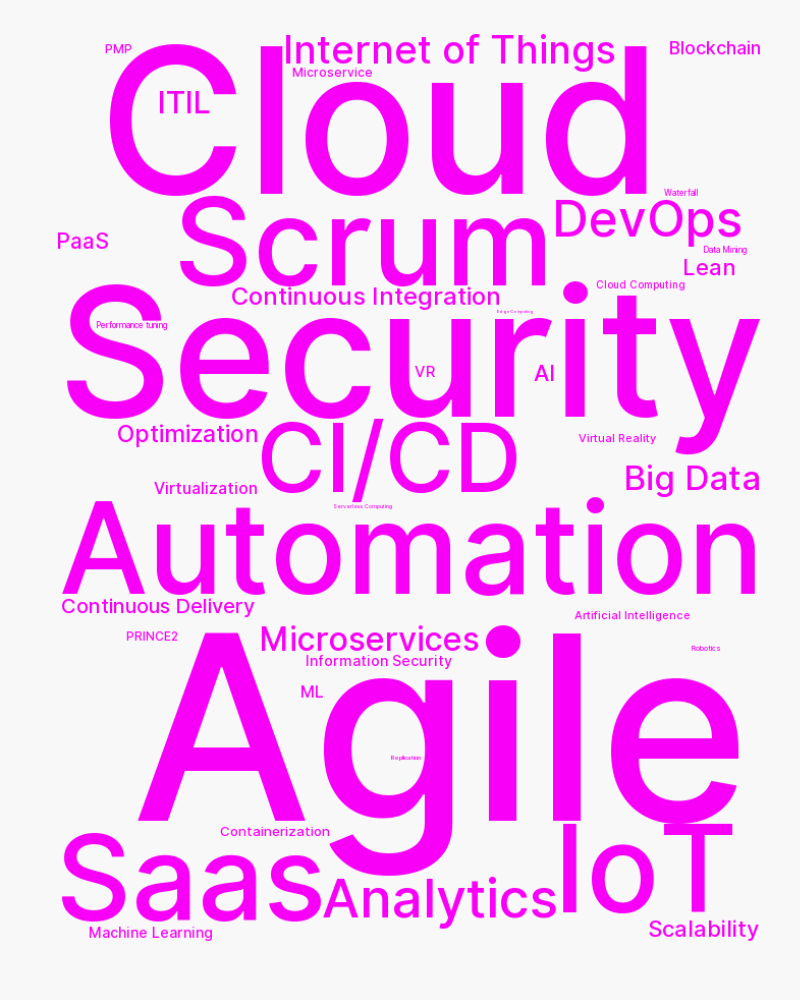 Internet of Things
PMP
Blockchain
Microservice
Cloud
ITIL
Waterfall
Scrum
DevOps
PaaS
Data Mining
Lean
Cloud Computing
Continuous Integration
Edge Computing
Performance tuning
Security
VR
AI
Optimization
Virtual Reality
CI/CD
Big Data
Virtualization
Serverless Computing
Automation
Continuous Delivery
Artificial Intelligence
PRINCE2
Microservices
Robotics
Information Security
ML
Agile
Replication
Containerization
Saas
IoT
Analytics
Scalability
Machine Learning